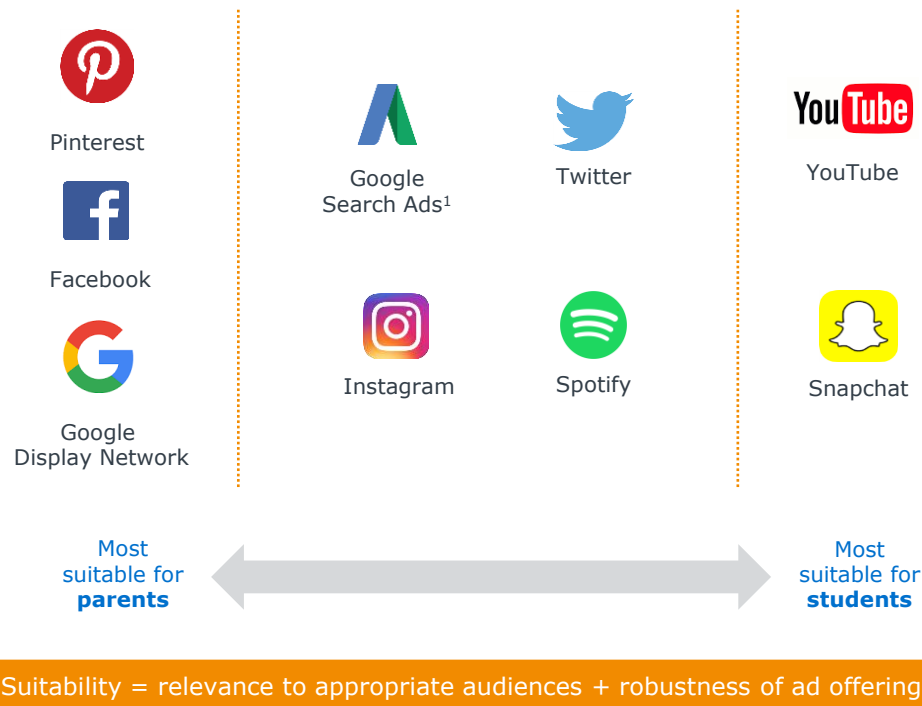 Pinterest
Facebook
Google
Display Network
Google
Search Ads¹
Twitter
Instagram
Spotify
YouTube
YouTube
Snapchat
Most
suitable for
parents
Most
suitable for
students
Suitability = relevance to appropriate audiences + robustness of ad offering